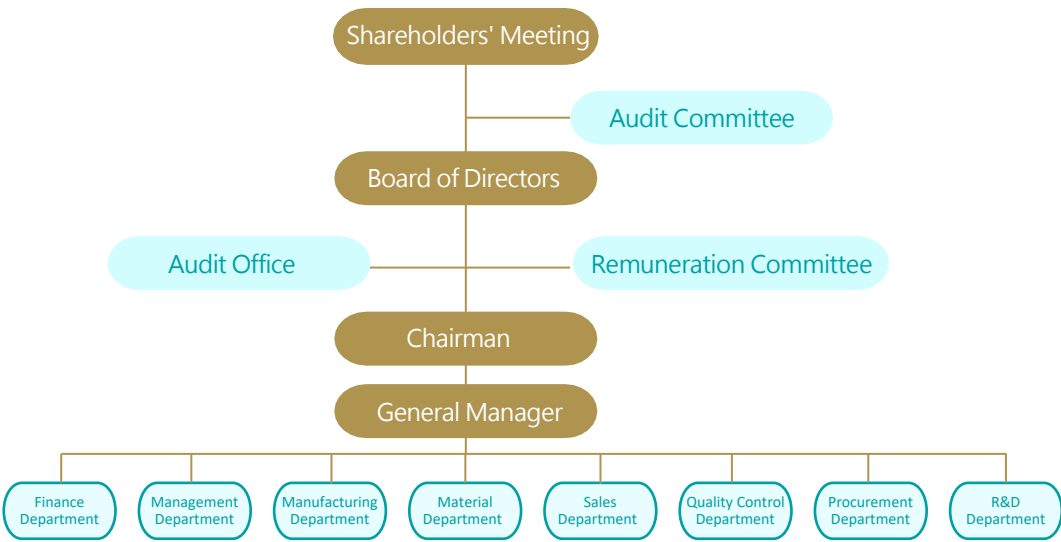 Shareholders' Meeting
Audit Committee
Board of Directors
Audit Office
Remuneration Committee
Chairman
General Manager
Finance
Department
Management
Department
Manufacturing
Department
Material
Department
Sales
Department
Quality Control
Department
Procurement
Department
R&D
Department